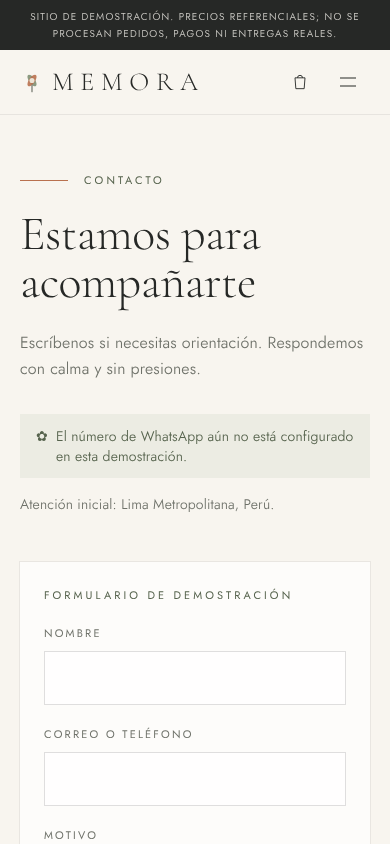 SITIO DE DEMOSTRACIÓN. PRECIOS REFERENCIALES; NO SE
PROCESAN PEDIDOS, PAGOS NI ENTREGAS REALES.
MEMORA
CONTACTO
Estamos para
acompañarte
Escríbenos si necesitas orientación. Respondemos
con calma y sin presiones.
✿ El número de WhatsApp aún no está configurado
en esta demostración.
Atención inicial: Lima Metropolitana, Perú.
FORMULARIO DE DEMOSTRACIÓN
NOMBRE
CORREO O TELÉFONO
MOTIVO